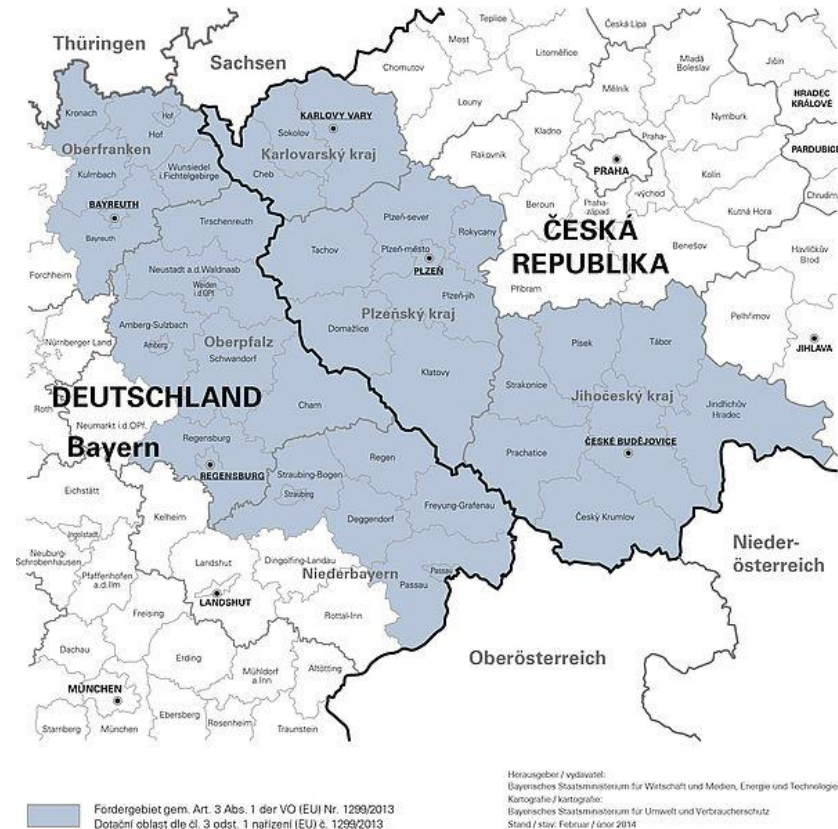 Thüringen
Sachsen
Teplice
Česká Lípa
Most
Chomutov
Litoměřice
Mladá
Boleslav
Jičín
Mělník
HRADEC
KRÁLOVÉ
Louny
Nymburk
Kladno
Praha-
-východ
Rakovník
PRAHA
PARDUBICE
Kolín
Chrudim
Beroun
Praha-
západ
Kutná Hora
ČESKÁ
REPUBLIKA
Benešov
Havlíčkův
Brod
Příbram
Pelhřimov
JIHLAVA
Kronach
Hof
Hof
Oberfranken
Kulmbach
Wunsiedel
i.Fichtelgebirge
BAYREUTH
Bayreuth
KARLOVY VARY
Sokolov
Karlovarský kraj
Cheb
Tirschenreuth
Plzeň-sever
Rokycany
Tachov
Plzeň-město
PLZEŇ
Neustadt a.d.Waldnaab
Weiden
i.d.OPf.
Plzeň-jih
Plzeňský kraj
Forchheim
Amberg-Sulzbach
Amberg
Oberpfalz
Schwandorf
Domažlice
Klatovy
Nürnberger Land
Písek
Tábor
Strakonice
Jihočeský kraj
Jindřichův
Hradec
DEUTSCHLAND
Roth
Neumarkt i.d.OPf.
Bayern
Cham
Regensburg
REGENSBURG
Prachatice
ČESKÉ BUDĚJOVICE
Regen
Straubing-Bogen
Straubing
Eichstätt
Kelheim
Deggendorf
Freyung-Grafenau
Český Krumlov
Ingolstadt
Neuburg-
Schrobenhausen
Pfaffenhofen
a.d.Ilm
Landshut
Dingolfing-Landau
Niederbayern
Passau
Passau
Nieder-
österreich
LANDSHUT
Rottal-Inn
Freising
Dachau
Erding
Mühldorf
a.Inn
Altötting
Oberösterreich
MÜNCHEN
Starnberg
München
Ebersberg
Rosenheim
Traunstein
Fördergebiet gem. Art. 3 Abs. 1 der VO (EU) Nr. 1299/2013
Dotační oblast dle čl. 3 odst. 1 nařízení (EU) č. 1299/2013
Herausgeber / vydavatel:
Bayerisches Staatsministerium für Wirtschaft und Medien, Energie und Technologie
Kartografie / kartografie:
Bayerisches Staatsministerium für Umwelt und Verbraucherschutz
Stand / stav: Februar / únor 2014